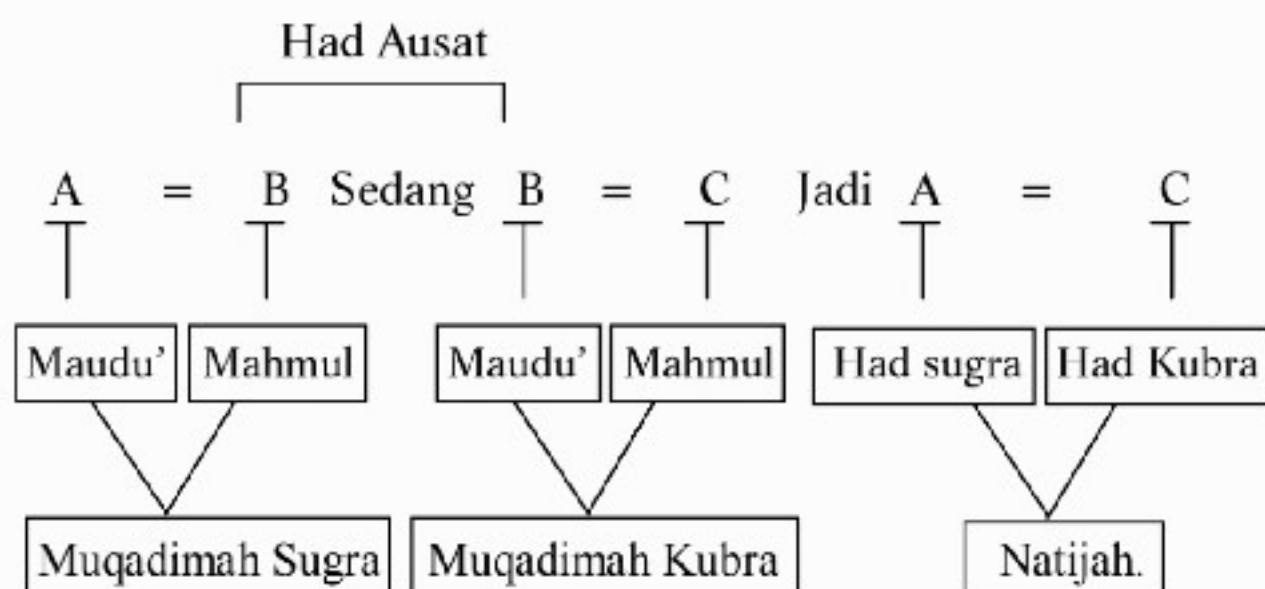 Had Ausat
A = B Sedang B = C Jadi A = C
Maudu’ Mahmul Maudu’ Mahmul Had sugra Had Kubra
Muqadimah Sugra Muqadimah Kubra Natijah.